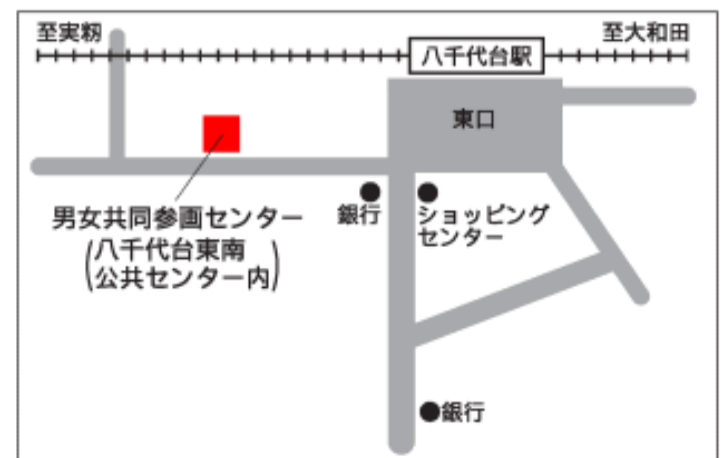 至実籾
至大和田
八千代台駅
東口
男女共同参画センター
(八千代台東南
公共センター内)
銀行
ショッピング
センター
銀行